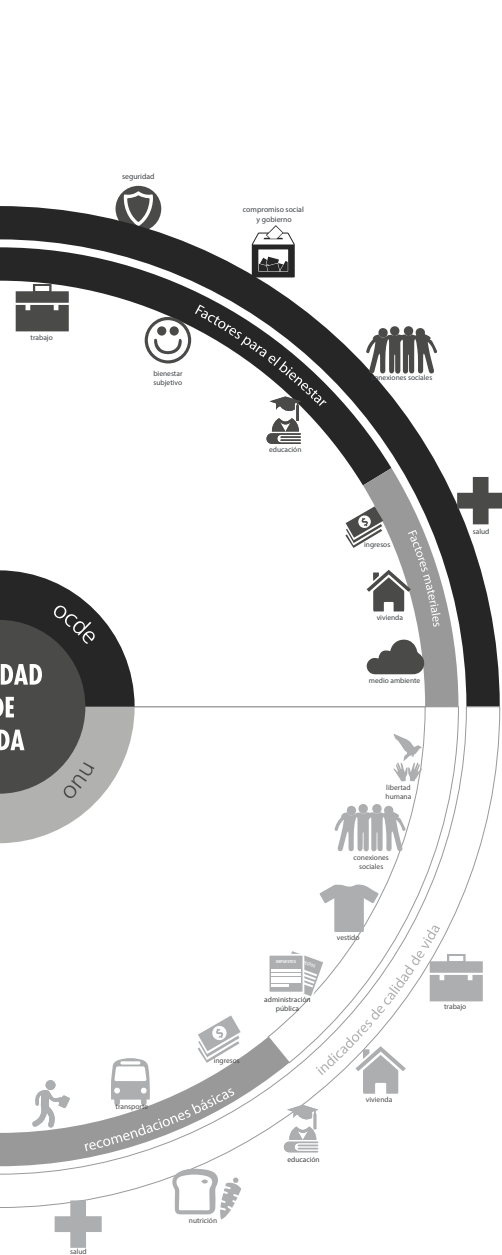 seguridad
compromiso social
y gobierno
trabajo
Factores para el bienestar
bienestar
subjetivo
conexiones sociales
educación
salud
ingresos
Factores materiales
vivienda
ocde
medio ambiente
DAD
DE
DA
onu
libertad
humana
conexiones
sociales
vestido
indicadores de calidad de vida
administración
pública
trabajo
ingresos
vivienda
transporte
recomendaciones básicas
educación
nutrición
salud